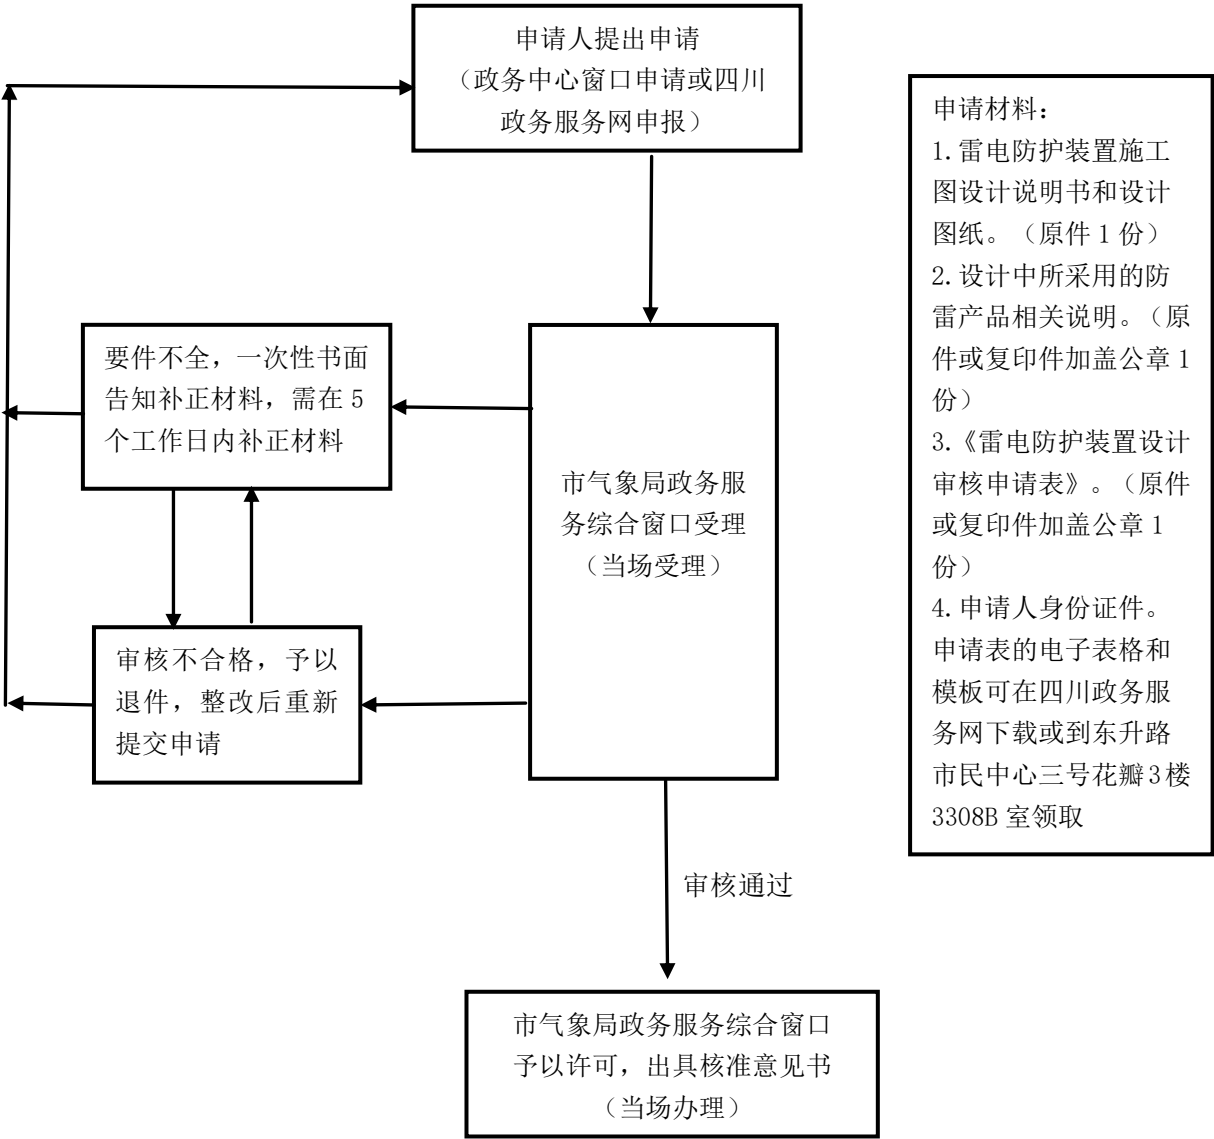 申请人提出申请
（政务中心窗口申请或四川
政务服务网申报）
申请材料：
1.雷电防护装置施工
图设计说明书和设计
图纸。（原件 1 份）
2.设计中所采用的防
雷产品相关说明。（原
件或复印件加盖公章 1
份）
3.《雷电防护装置设计
审核申请表》。（原件
或复印件加盖公章 1
份）
4.申请人身份证件。
申请表的电子表格和
模板可在四川政务服
务网下载或到东升路
市民中心三号花瓣 3 楼
3308B 室领取
要件不全，一次性书面
告知补正材料，需在 5
个工作日内补正材料
市气象局政务服
务综合窗口受理
（当场受理）
审核不合格，予以
退件，整改后重新
提交申请
审核通过
市气象局政务服务综合窗口
予以许可，出具核准意见书
（当场办理）